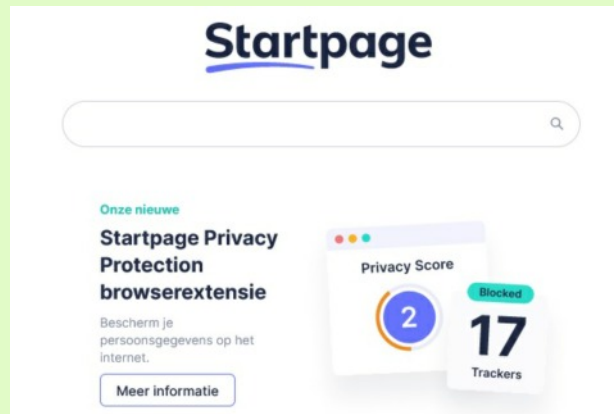 Startpage
Onze nieuwe
Startpage Privacy
Protection
browserextensie
Bescherm je
persoonsgegevens op het
internet.
Meer informatie
Privacy Score
2
Blocked
17
Trackers